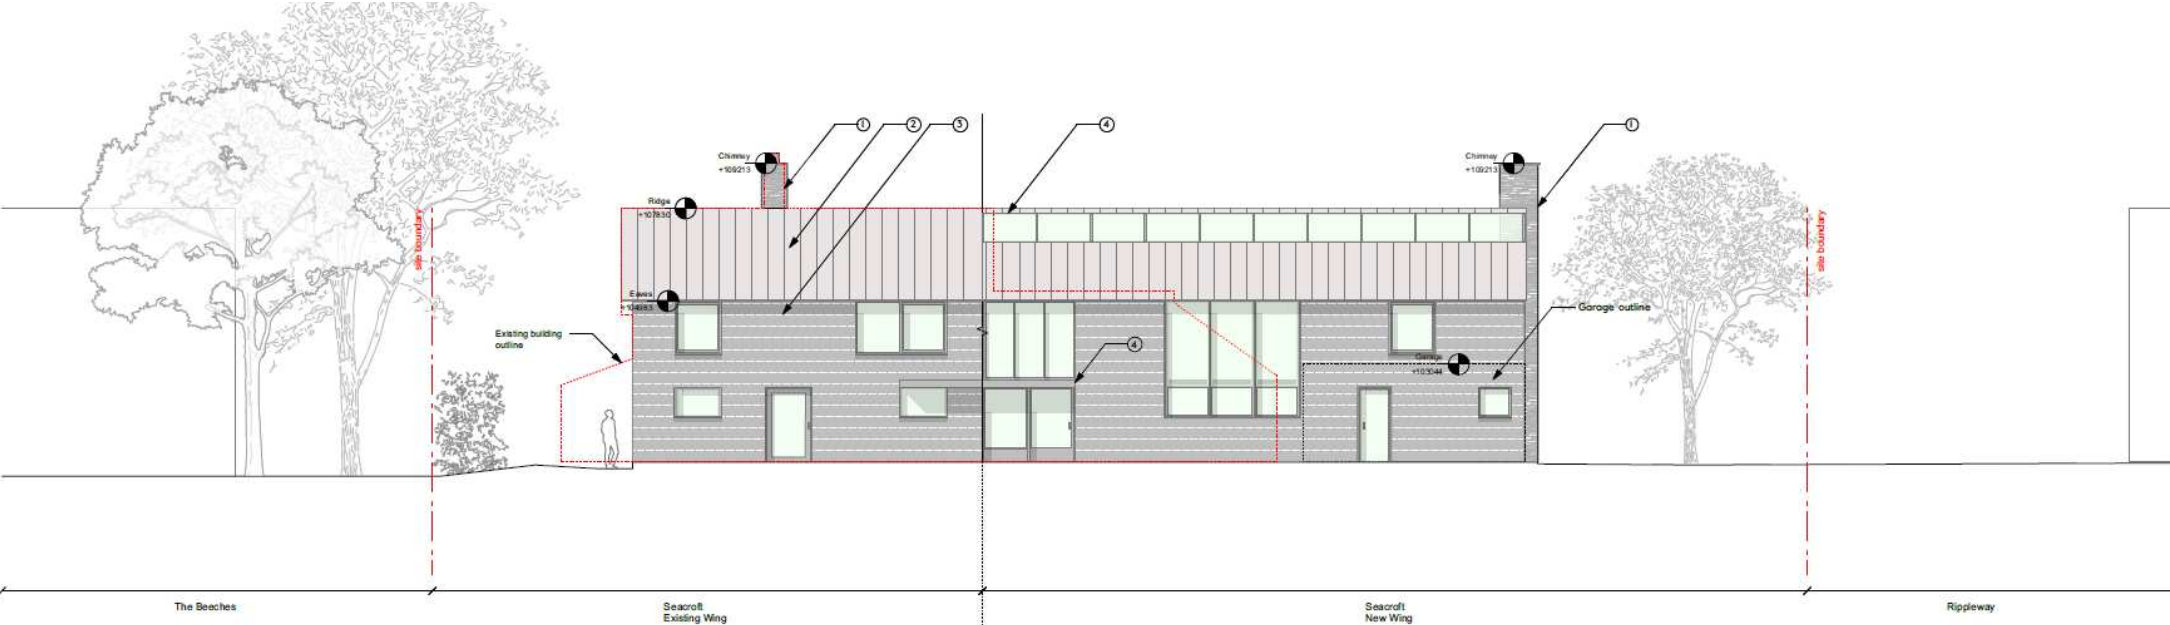 1
2
3
4
1
Chimney
+109213
Chimney
+109213
Ridge
+107830
site boundary
site boundary
Eaves
Garage outline
Existing building
outline
4
Garage
+103044
The Beeches
Seacroft
Existing Wing
Seacroft
New Wing
Rippleway